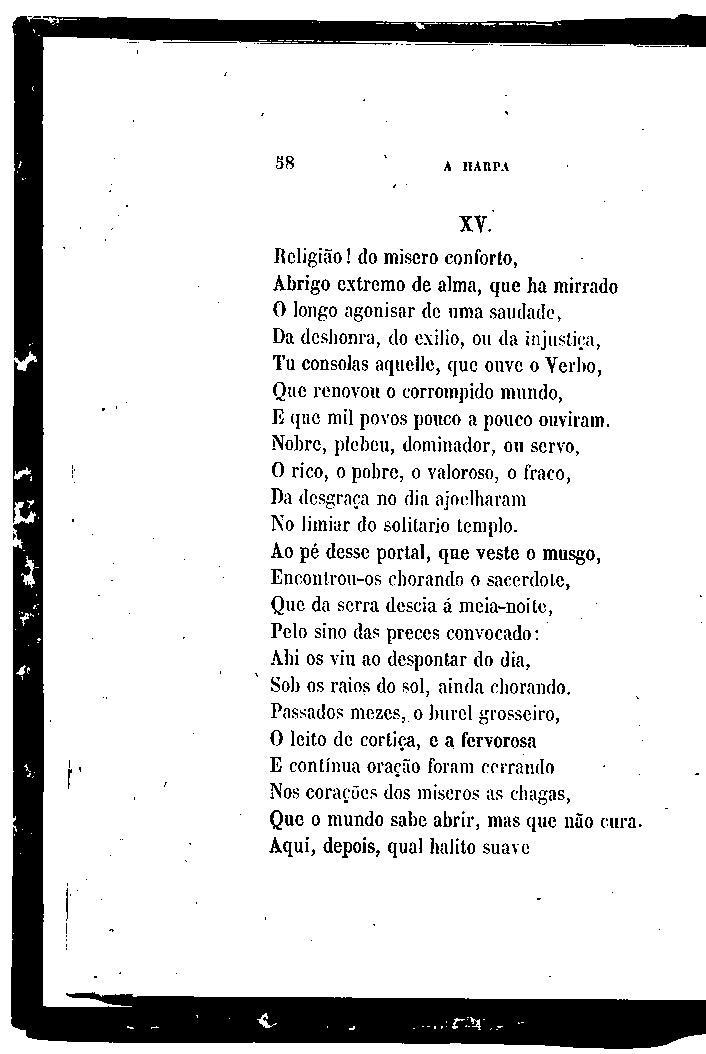 58 A HARPA
XV.
Religião! do misero conforto,
Abrigo extremo de alma, que ha mirrado
O longo agonisar de uma saudade,
Da deshonra, do exilio, ou da injustiça,
Tu consolas aquelle, que ouve o Verbo,
Que renovou o corrompido mundo,
E que mil povos pouco a pouco ouviram.
Nobre, plebeu, dominador, ou servo,
O rico, o pobre, o valoroso, o fraco,
Da desgraça no dia ajoelharam
No limiar do solitario templo.
Ao pé desse portal, que veste o musgo,
Encontrou-os chorando o sacerdote,
Que da serra descia á meia-noite,
Pelo sino das preces convocado:
Ahi os viu ao despontar do dia,
Sob os raios do sol, ainda chorando.
Passados mezes, o burel grosseiro,
O leito de cortiça, e a fervorosa
E contínua oração foram cerrando
Nos corações dos miseros as chagas,
Que o mundo sabe abrir, mas que não cura.
Aqui, depois, qual halito suave